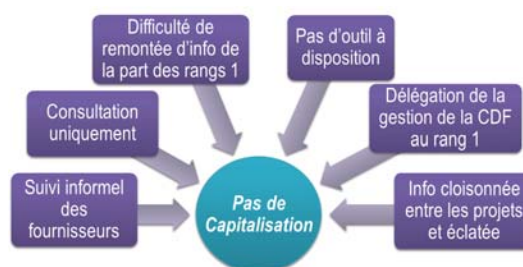 Difficulté de
remontée d'info de
la part des rangs 1
Pas d'outil à
disposition
Consultation
uniquement
Délégation de la
gestion de la CDF
au rang 1
Suivi informel
des
fournisseurs
Pas de
Capitalisation
Info cloisonnée
entre les projets
et éclatée